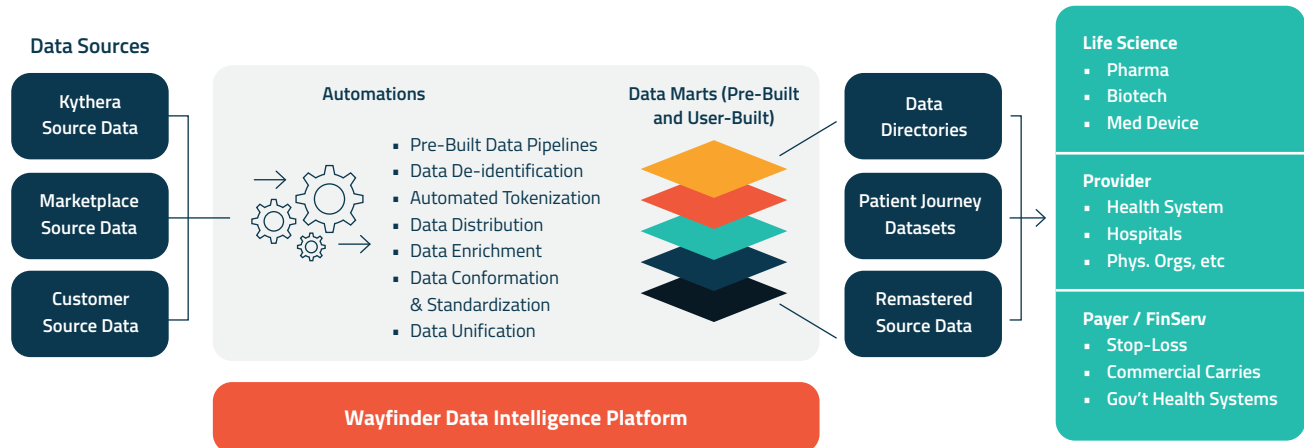 Data Sources
Kythera
Source Data
Marketplace
Source Data
Customer
Source Data
Automations
▪ Pre-Built Data Pipelines
▪ Data De-identification
▪ Automated Tokenization
▪ Data Distribution
▪ Data Enrichment
▪ Data Conformation
& Standardization
▪ Data Unification
Data Marts (Pre-Built
and User-Built)
Wayfinder Data Intelligence Platform
Data
Directories
Patient Journey
Datasets
Remastered
Source Data
Life Science
▪ Pharma
▪ Biotech
▪ Med Device
Provider
▪ Health System
▪ Hospitals
▪ Phys. Orgs, etc
Payer / FinServ
▪ Stop-Loss
▪ Commercial Carries
▪ Gov’t Health Systems